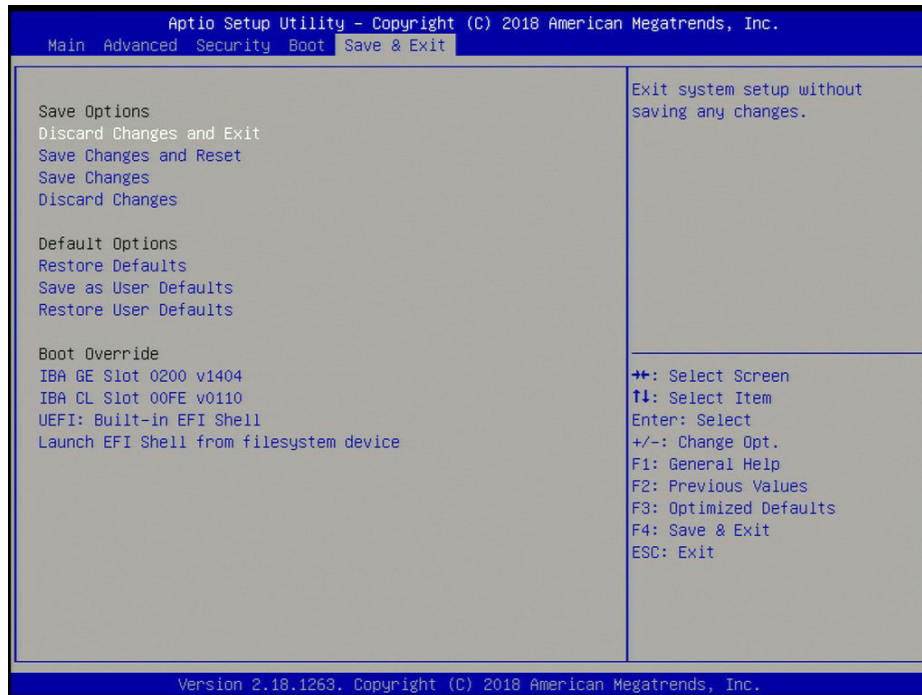 Aptio Setup Utility – Copyright (C) 2018 American Megatrends, Inc.
Main Advanced Security Boot Save & Exit
Save Options
Discard Changes and Exit
Save Changes and Reset
Save Changes
Discard Changes
Default Options
Restore Defaults
Save as User Defaults
Restore User Defaults
Boot Override
IBA GE Slot 0200 v1404
IBA CL Slot 00FE v0110
UEFI: Built-in EFI Shell
Launch EFI Shell from filesystem device
Exit system setup without
saving any changes.
→←: Select Screen
↑↓: Select Item
Enter: Select
+/-: Change Opt.
F1: General Help
F2: Previous Values
F3: Optimized Defaults
F4: Save & Exit
ESC: Exit
Version 2.18.1263. Copyright (C) 2018 American Megatrends, Inc.